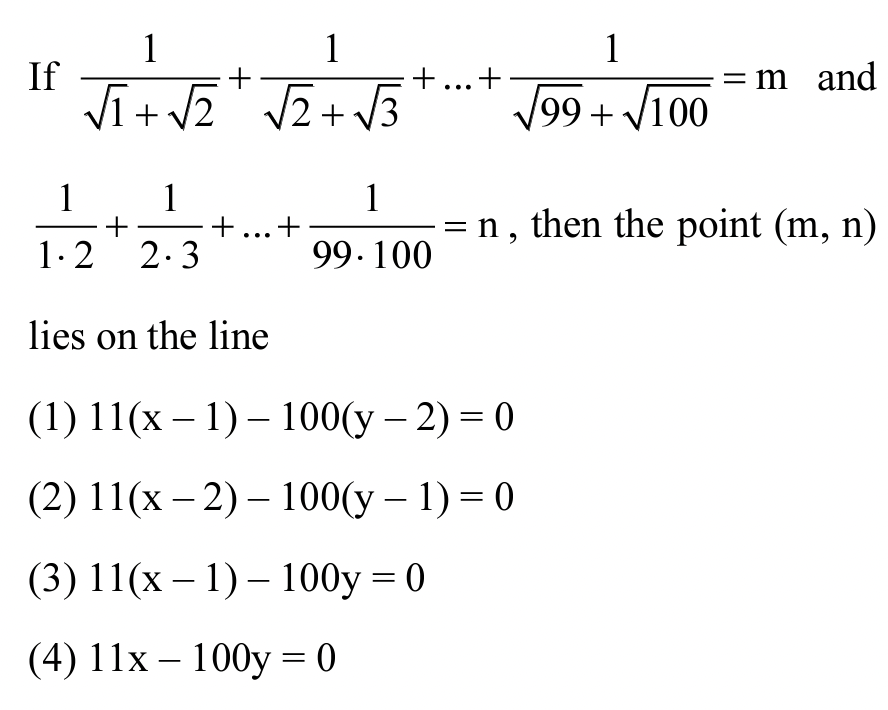 If $\frac{1}{\sqrt{1}+\sqrt{2}}+\frac{1}{\sqrt{2}+\sqrt{3}}+...+\frac{1}{\sqrt{99}+\sqrt{100}}=m$ and
$\frac{1}{1\cdot 2}+\frac{1}{2\cdot 3}+...+\frac{1}{99\cdot 100}=n$, then the point (m, n)
lies on the line
(1) 11(x – 1) – 100(y – 2) = 0
(2) 11(x – 2) – 100(y – 1) = 0
(3) 11(x – 1) – 100y = 0
(4) 11x – 100y = 0